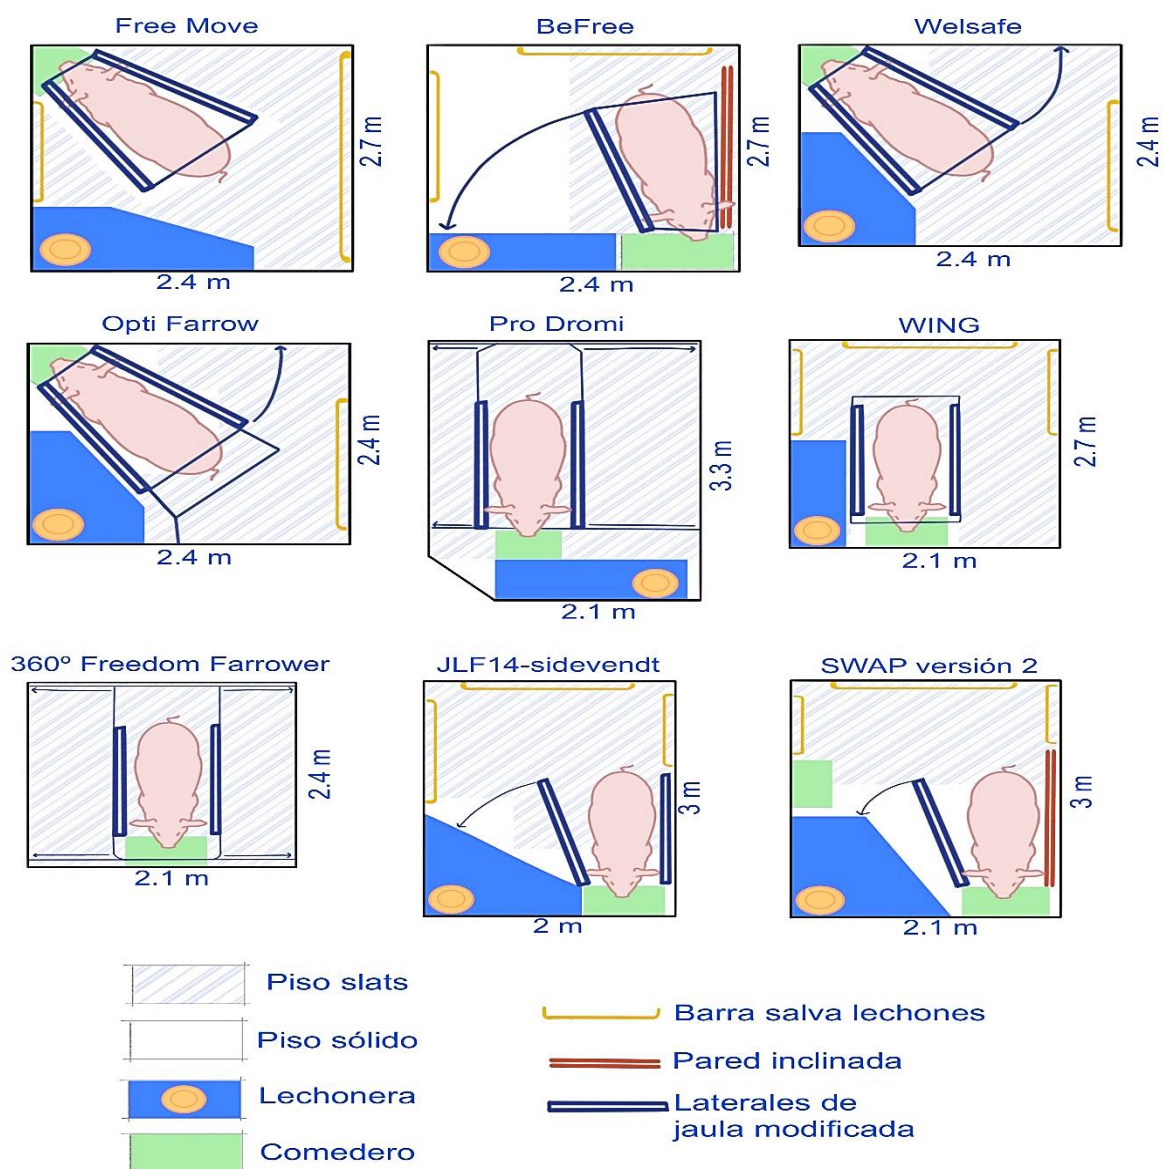 Free Move
BeFree
Welsafe
2.7 m
2.7 m
2.4 m
2.4 m
2.4 m
2.4 m
Opti Farrow
Pro Dromi
WING
2.4 m
3.3 m
2.7 m
2.4 m
2.1 m
2.1 m
360º Freedom Farrower
JLF14-sidevendt
SWAP versión 2
2.4 m
3 m
3 m
2.1 m
2 m
2.1 m
Piso slats
Piso sólido
Lechonera
Comedero
Barra salva lechones
Pared inclinada
Laterales de
jaula modificada